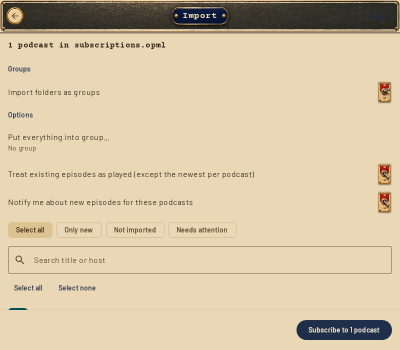 Import
1 podcast in subscriptions.opml
Groups
Import folders as groups
Options
Put everything into group...
No group
Treat existing episodes as played (except the newest per podcast)
Notify me about new episodes for these podcasts
Select all Only new Not imported Needs attention
Search title or host
Select all Select none
Subscribe to 1 podcast